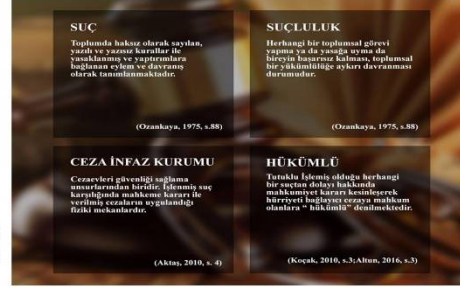 SUÇ
Toplumda haksız olarak sayılan,
yazılı ve yazısız kurallar ile
yasaklanmış ve yaptırımlara
bağlanan eylem ve davranış
olarak tanımlanmaktadır.
(Ozankaya, 1975, s.88)
SUÇLULUK
Herhangi bir toplumsal görevi
yapma ya da yasağa uyma da
bireyin başarısız kalması, toplumsal
bir yükümlülüğe aykırı davranması
durumudur.
(Ozankaya, 1975, s.88)
CEZA İNFAZ KURUMU
Cezaevleri güvenliği sağlama
unsurlarından biridir. İşlenmiş suç
karşılığında mahkeme kararı ile
verilmiş cezaların uygulandığı
fiziki mekanlardır.
(Aktaş, 2010, s. 4)
HÜKÜMLÜ
Tutuklu İşlemiş olduğu herhangi
bir suçtan dolayı hakkında
mahkumiyet kararı kesinleşerek
hürriyeti bağlayıcı cezaya mahkum
olanlara “ hükümlü” denilmektedir.
(Koçak, 2010, s.3;Altun, 2016, s.3)